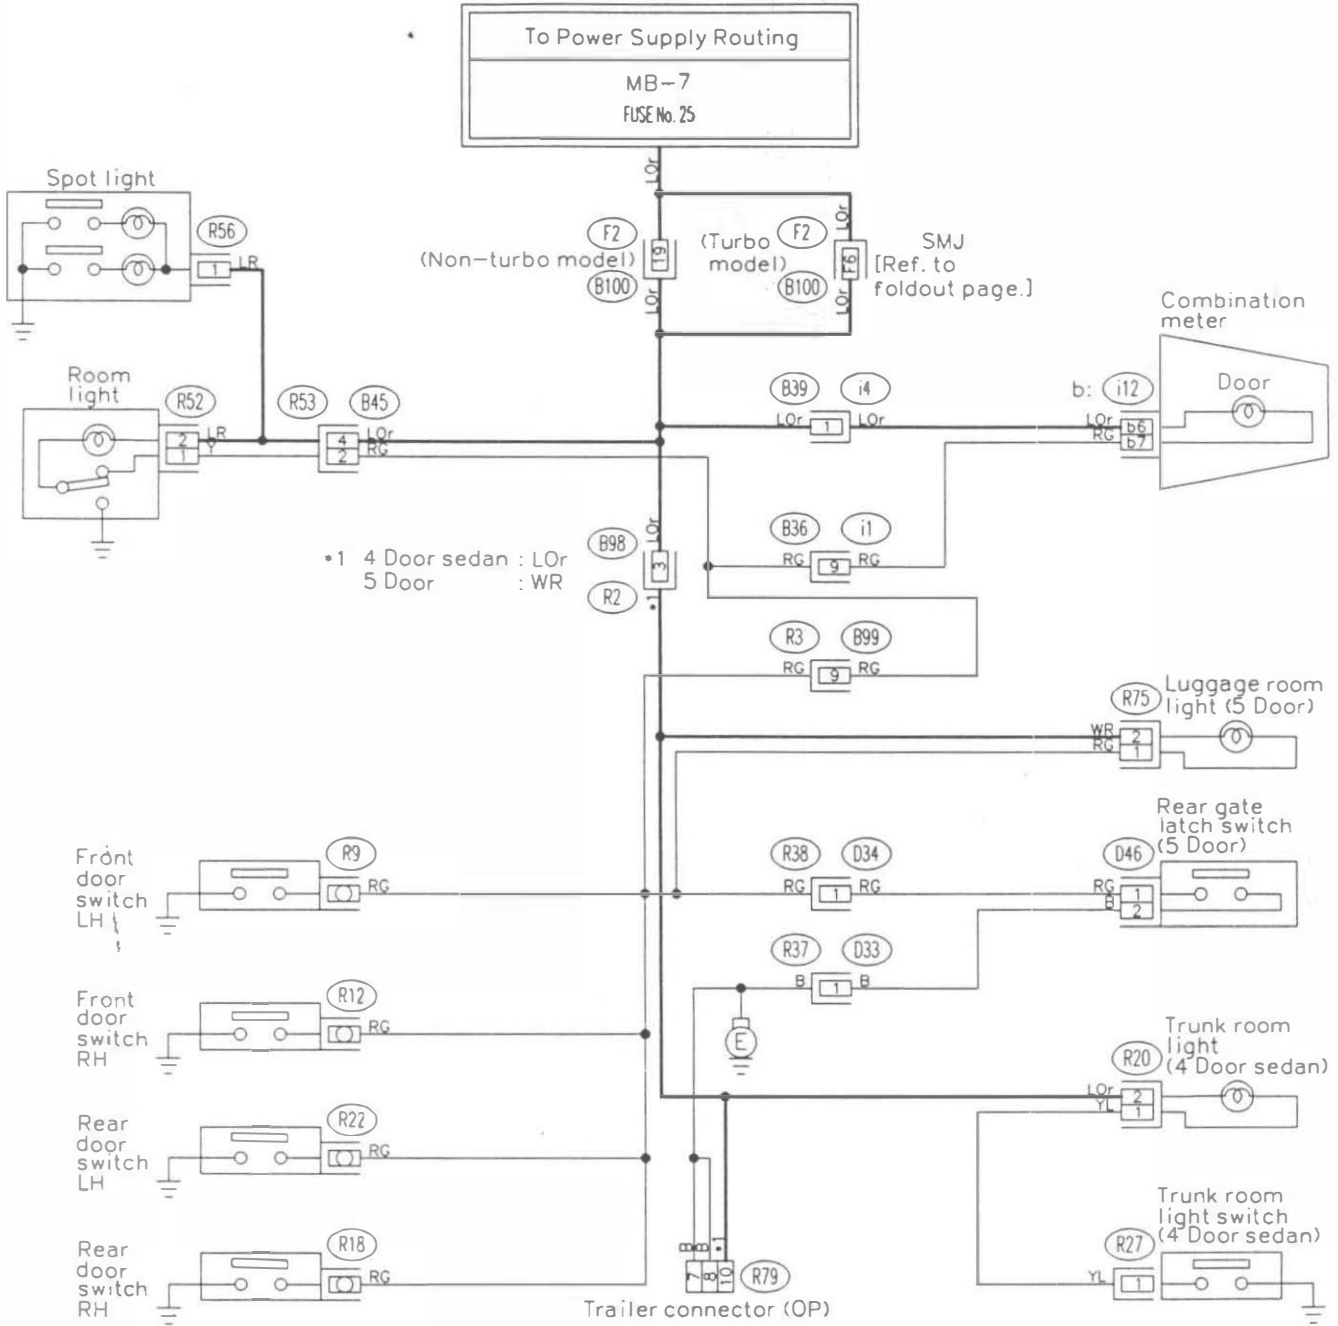 To Power Supply Routing
MB-7
FUSE No. 25
LOr
Spot light
R56
1
LR
F2
(Non-turbo model)
19
B100
LOr
(Turbo
model)
F2
B100
LOr
F6
LOr
SMJ
[Ref. to
foldout page.]
Combination
meter
Door
Room
light
R52
R53
B45
2
LR
4
LOr
1
Y
2
RG
B39
i4
LOr
1
LOr
b:
i12
LOr
b6
RG
b7
B36
i1
RG
9
RG
*1 4 Door sedan : LOr
5 Door : WR
B98
LOr
3
R2
*1
R3
B99
RG
9
RG
R75
Luggage room
light (5 Door)
WR
2
RG
1
Rear gate
latch switch
(5 Door)
Front
door
switch
LH
R9
RG
R38
D34
RG
1
RG
D46
RG
1
B
2
R37
D33
B
1
B
E
Front
door
switch
RH
R12
RG
Trunk room
light
(4 Door sedan)
R20
LOr
2
YL
1
Rear
door
switch
LH
R22
RG
Trunk room
light switch
(4 Door sedan)
R27
YL
1
Rear
door
switch
RH
R18
RG
B
B
*1
7
8
10
R79
Trailer connector (OP)